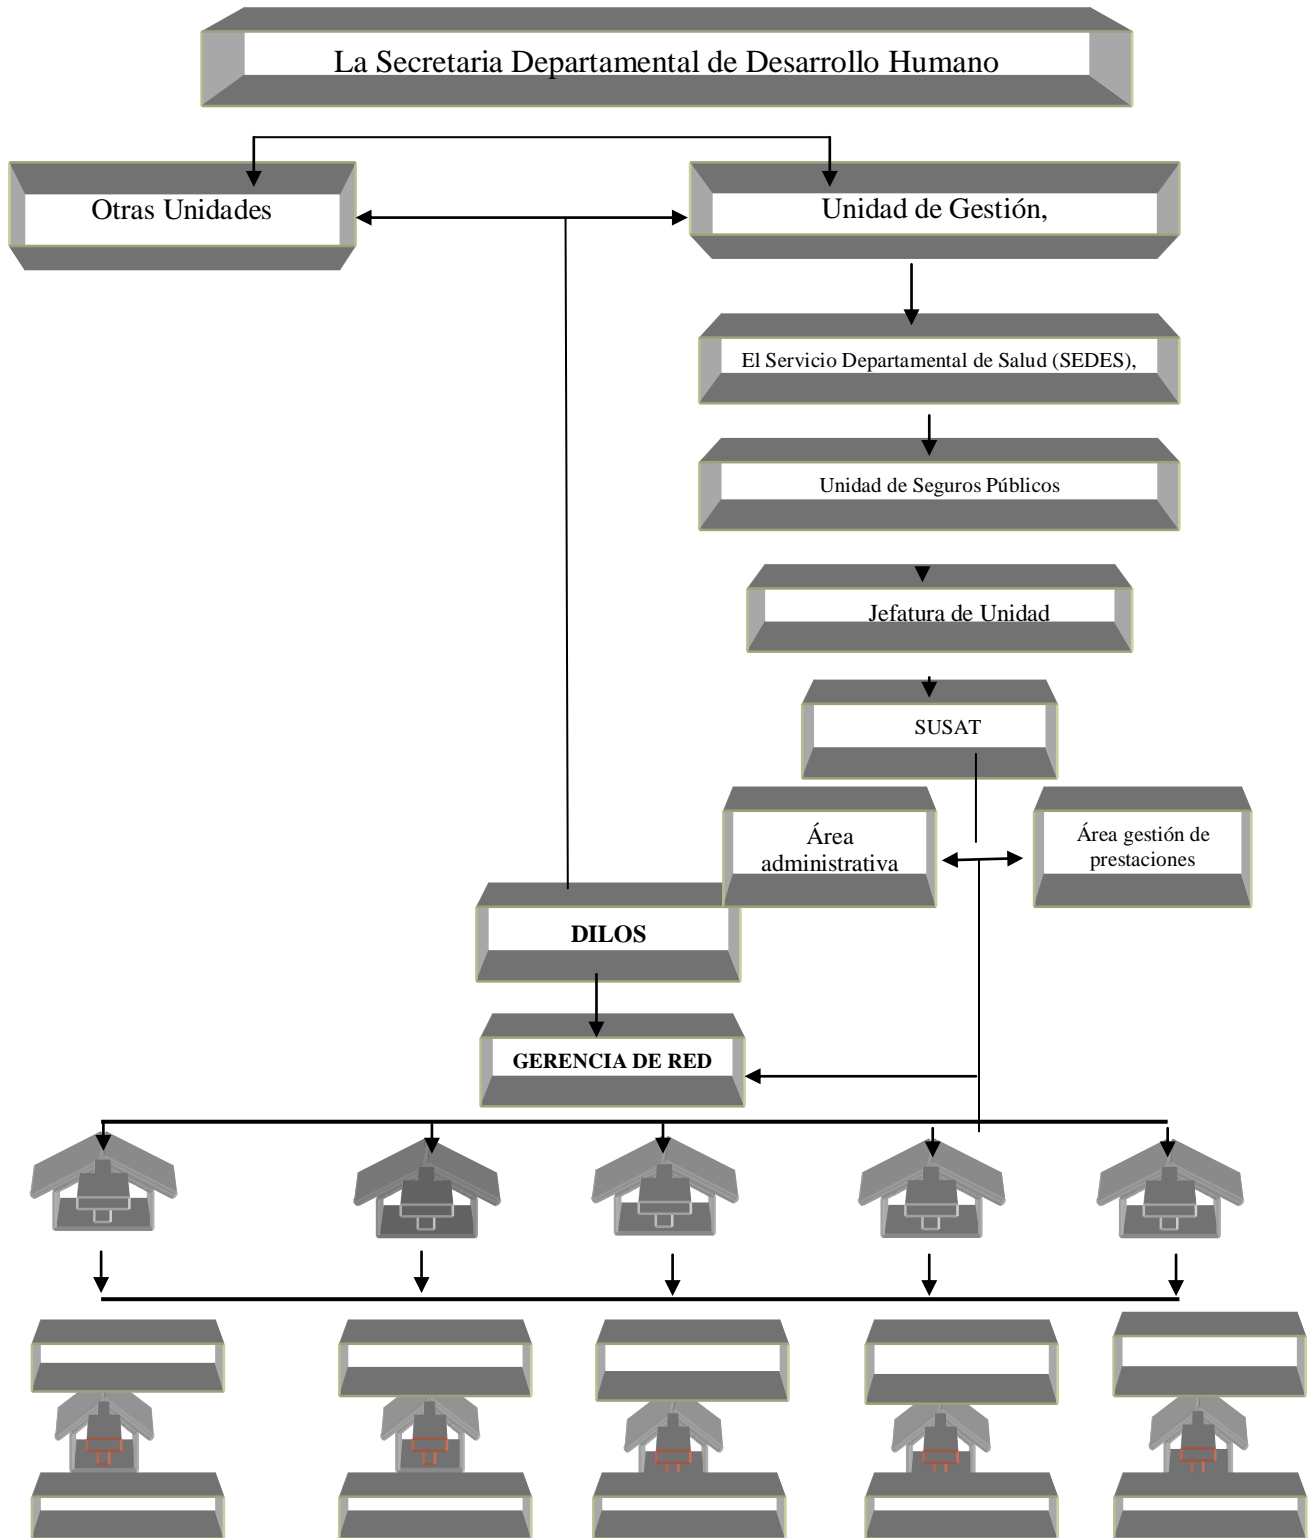 La Secretaria Departamental de Desarrollo Humano
Otras Unidades
Unidad de Gestión,
El Servicio Departamental de Salud (SEDES),
Unidad de Seguros Públicos
Jefatura de Unidad
SUSAT
Área
administrativa
Área gestión de
prestaciones
DILOS
GERENCIA DE RED